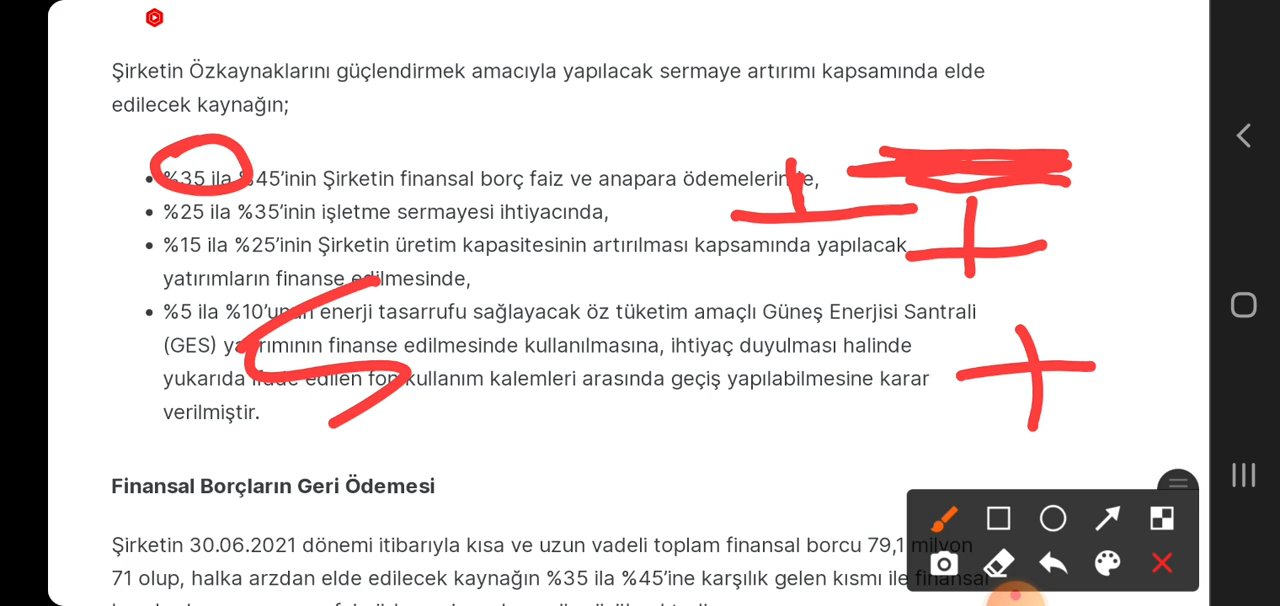 Şirketin Özkaynaklarını güçlendirmek amacıyla yapılacak sermaye artırımı kapsamında elde
edilecek kaynağın;
• %35 ila %45'inin Şirketin finansal borç faiz ve anapara ödemelerinde,
• %25 ila %35'inin işletme sermayesi ihtiyacında,
• %15 ila %25'inin Şirketin üretim kapasitesinin artırılması kapsamında yapılacak
yatırımların finanse edilmesinde,
• %5 ila %10'unun enerji tasarrufu sağlayacak öz tüketim amaçlı Güneş Enerjisi Santrali
(GES) yatırımının finanse edilmesinde kullanılmasına, ihtiyaç duyulması halinde
yukarıda ifade edilen fon kullanım kalemleri arasında geçiş yapılabilmesine karar
verilmiştir.
Finansal Borçların Geri Ödemesi
Şirketin 30.06.2021 dönemi itibarıyla kısa ve uzun vadeli toplam finansal borcu 79,1 milyon
71 olup, halka arzdan elde edilecek kaynağın %35 ila %45'ine karşılık gelen kısmı ile finansal